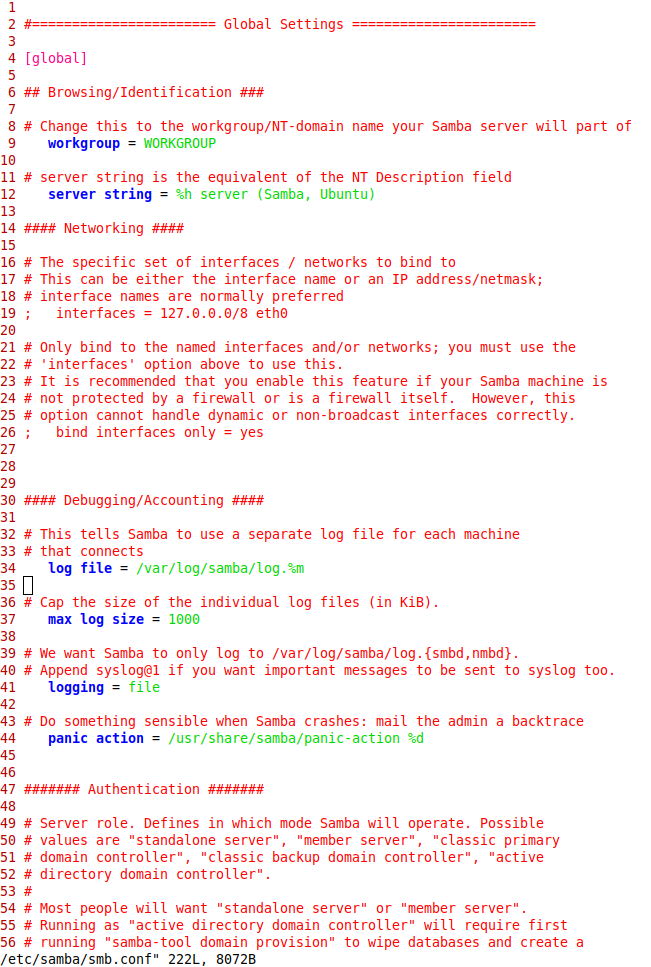 1
2 #======================= Global Settings =======================
3
4 [global]
5
6 ## Browsing/Identification ###
7
8 # Change this to the workgroup/NT-domain name your Samba server will part of
9    workgroup = WORKGROUP
10
11 # server string is the equivalent of the NT Description field
12    server string = %h server (Samba, Ubuntu)
13
14 #### Networking ####
15
16 # The specific set of interfaces / networks to bind to
17 # This can be either the interface name or an IP address/netmask;
18 # interface names are normally preferred
19 ;   interfaces = 127.0.0.0/8 eth0
20
21 # Only bind to the named interfaces and/or networks; you must use the
22 # 'interfaces' option above to use this.
23 # It is recommended that you enable this feature if your Samba machine is
24 # not protected by a firewall or is a firewall itself.  However, this
25 # option cannot handle dynamic or non-broadcast interfaces correctly.
26 ;   bind interfaces only = yes
27
28
29
30 #### Debugging/Accounting ####
31
32 # This tells Samba to use a separate log file for each machine
33 # that connects
34    log file = /var/log/samba/log.%m
35
36 # Cap the size of the individual log files (in KiB).
37    max log size = 1000
38
39 # We want Samba to only log to /var/log/samba/log.{smbd,nmbd}.
40 # Append syslog@1 if you want important messages to be sent to syslog too.
41    logging = file
42
43 # Do something sensible when Samba crashes: mail the admin a backtrace
44    panic action = /usr/share/samba/panic-action %d
45
46
47 ####### Authentication #######
48
49 # Server role. Defines in which mode Samba will operate. Possible
50 # values are "standalone server", "member server", "classic primary
51 # domain controller", "classic backup domain controller", "active
52 # directory domain controller".
53 #
54 # Most people will want "standalone server" or "member server".
55 # Running as "active directory domain controller" will require first
56 # running "samba-tool domain provision" to wipe databases and create a
/etc/samba/smb.conf" 222L, 8072B